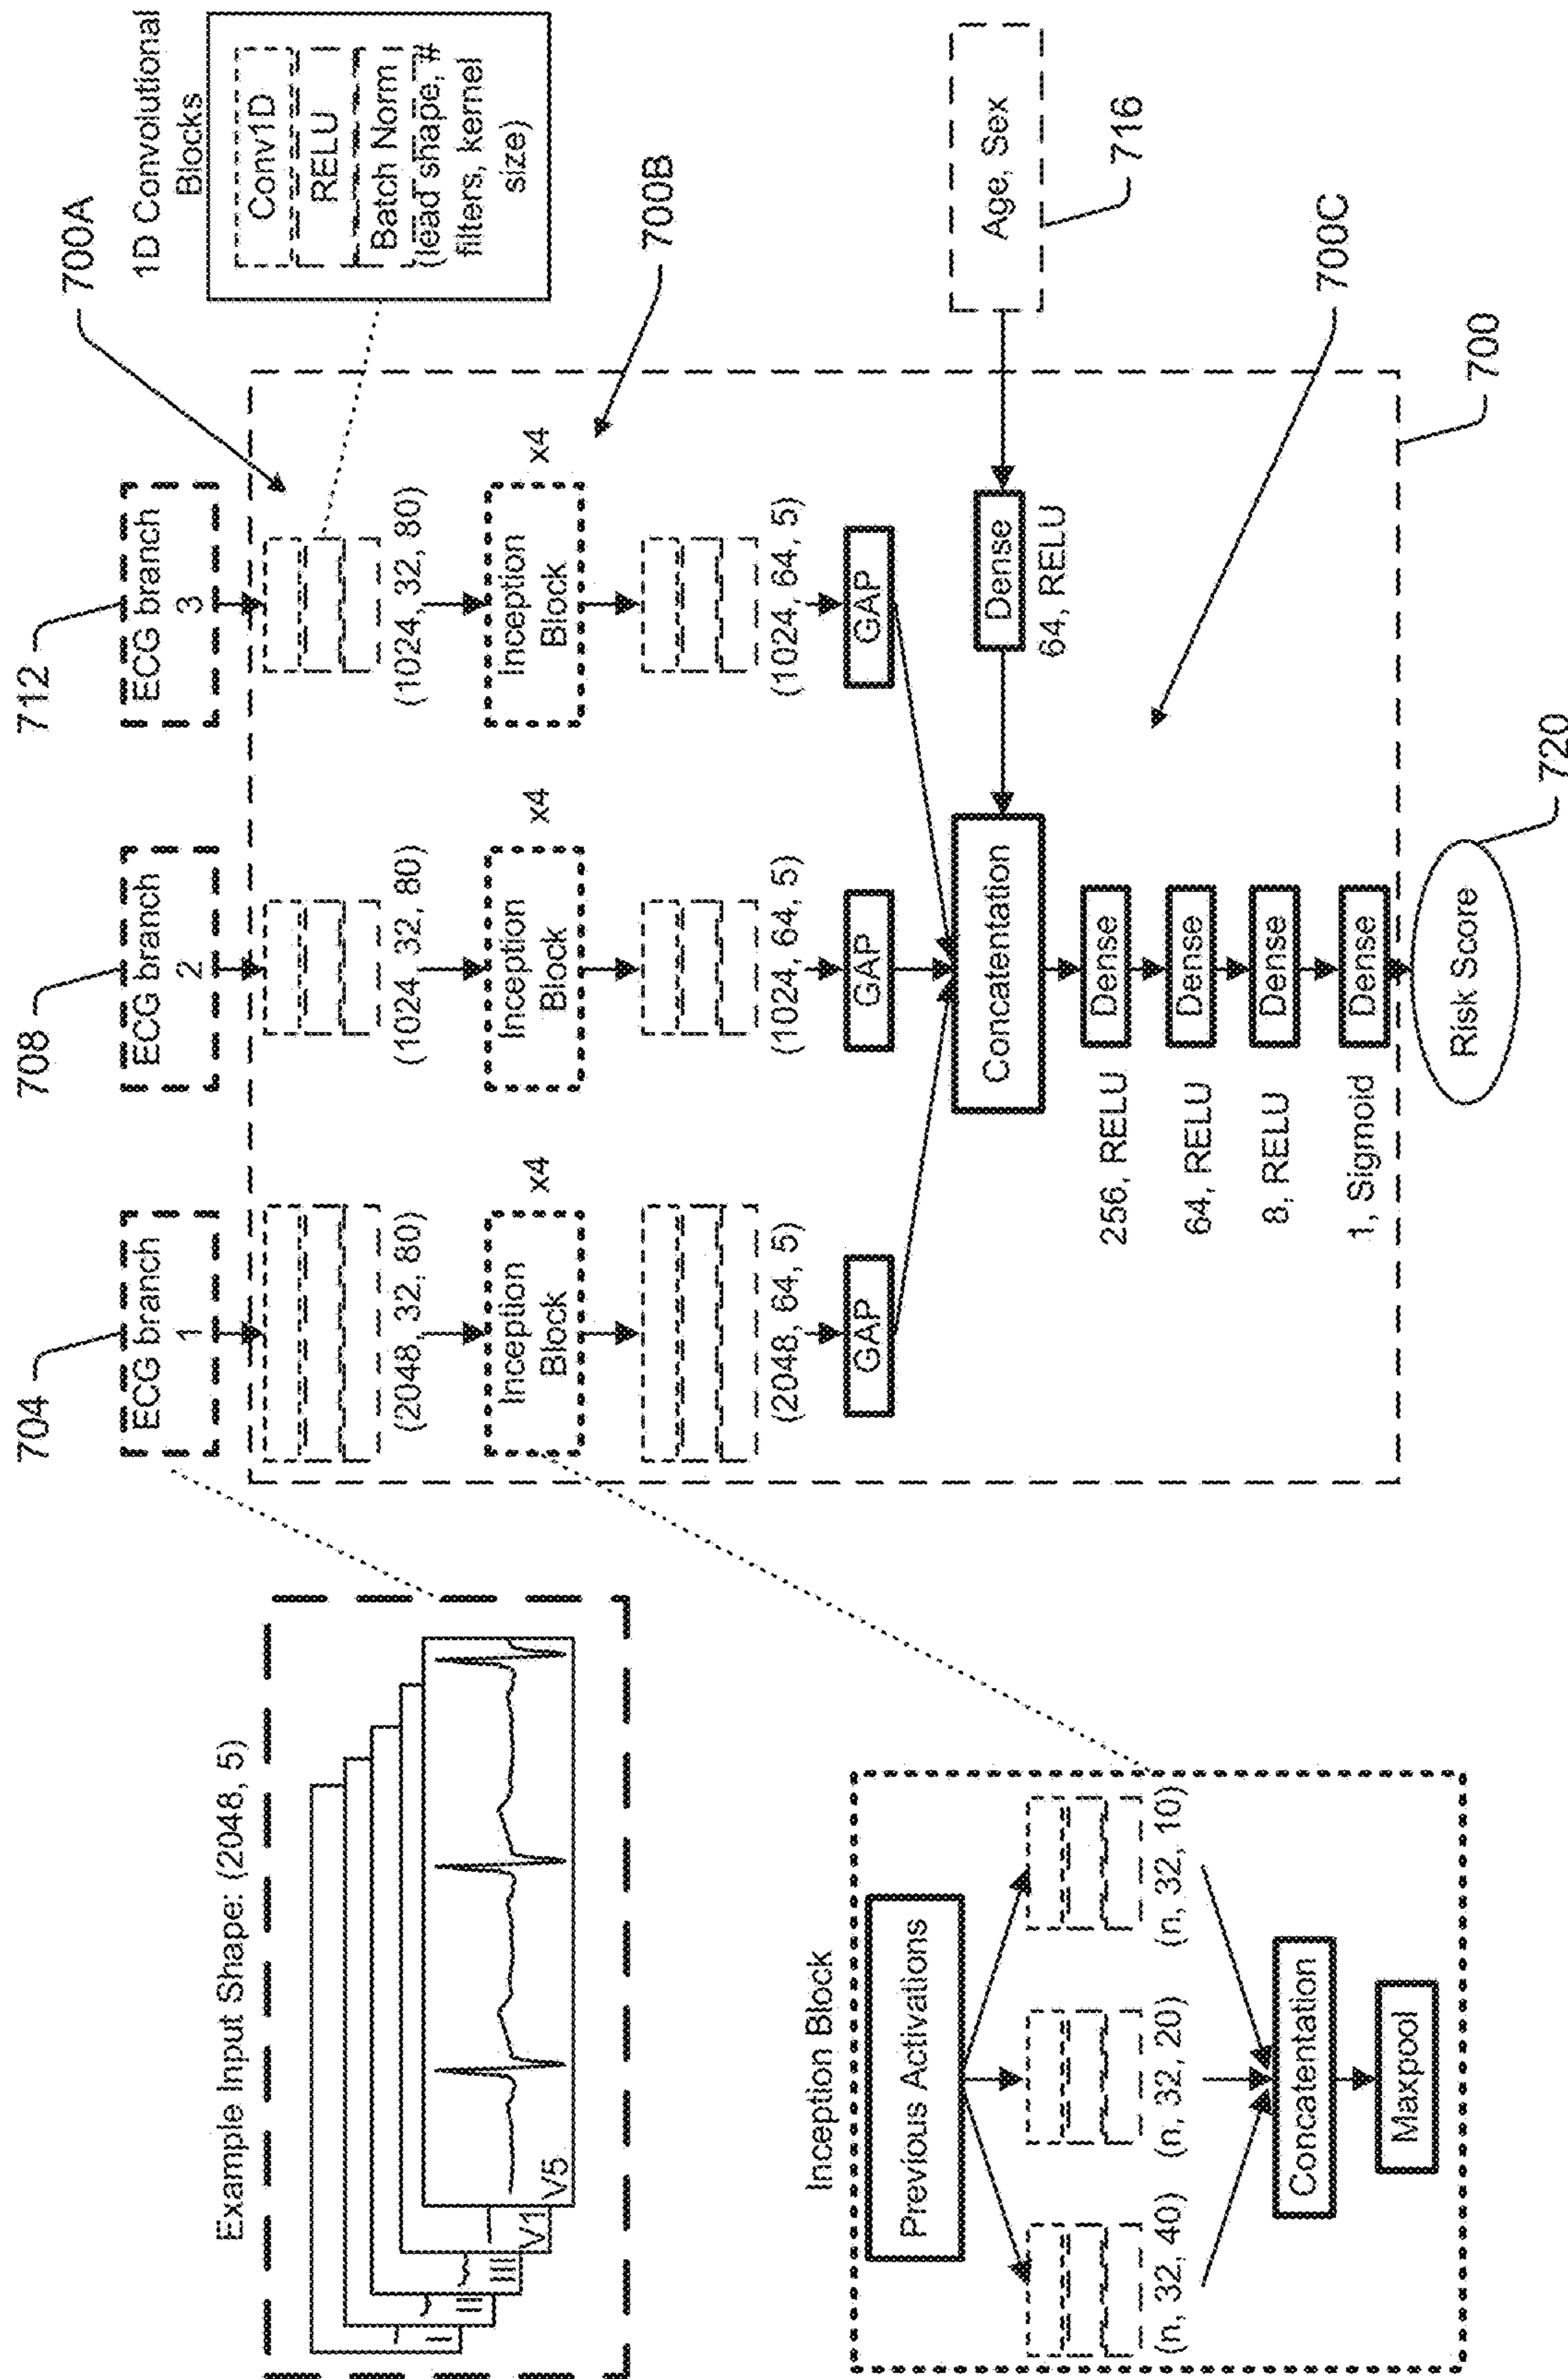 Example Input Shape: (2048, 5)
I
II
III
V1
V5
Inception Block
Previous Activations
(n, 32, 40)
(n, 32, 20)
(n, 32, 10)
Concatentation
Maxpool
704
708
712
ECG branch
1
ECG branch
2
ECG branch
3
700A
1D Convolutional
Blocks
Conv1D
RELU
Batch Norm
(lead shape, #
filters, kernel
size)
(2048, 32, 80)
(1024, 32, 80)
(1024, 32, 80)
Inception
Block
x4
Inception
Block
x4
Inception
Block
x4
700B
(2048, 64, 5)
(1024, 64, 5)
(1024, 64, 5)
GAP
GAP
GAP
Concatentation
Dense
64, RELU
Age, Sex
716
256, RELU
Dense
64, RELU
Dense
8, RELU
Dense
1, Sigmoid
Dense
700C
700
Risk Score
720